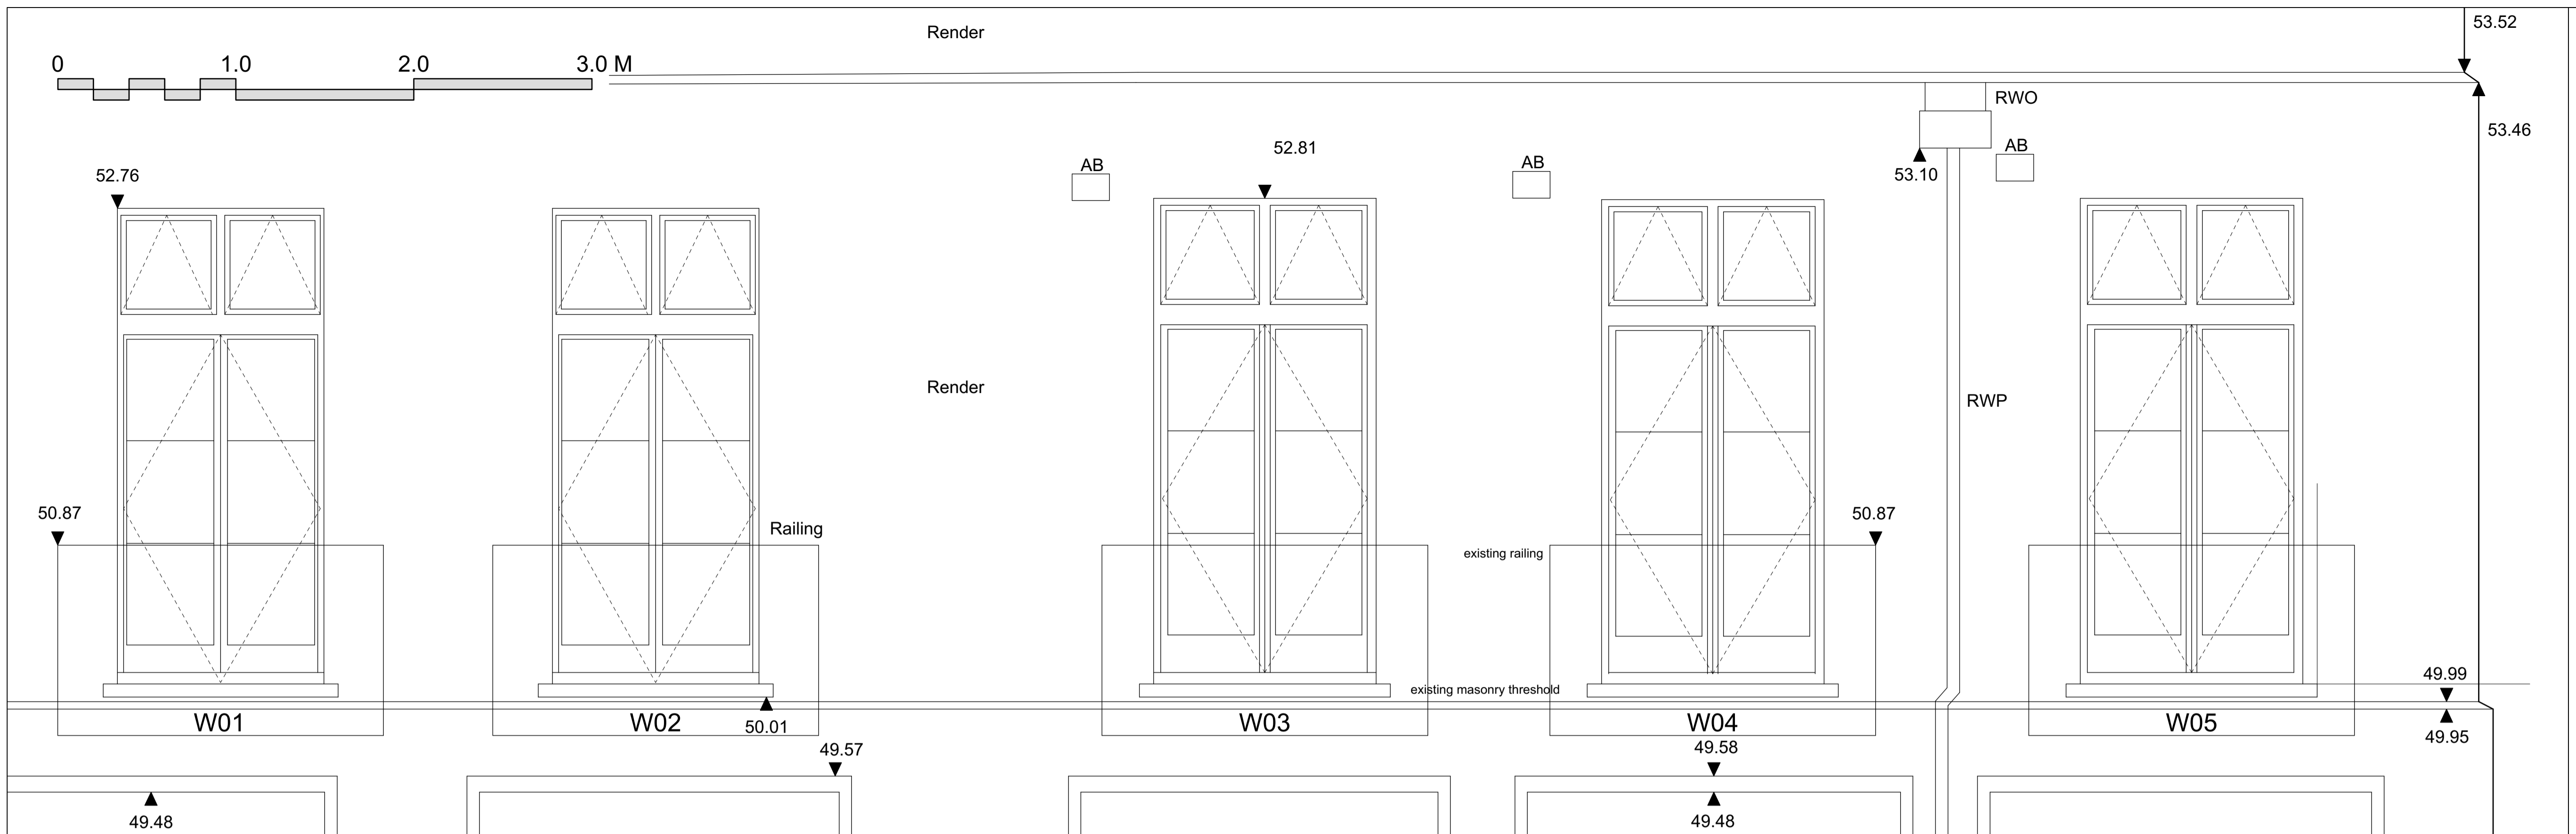 53.52
Render
0 1.0 2.0 3.0 M
RWO
53.46
AB
52.81
AB
AB
52.76
53.10
Render
RWP
50.87
Railing
50.87
existing railing
49.99
existing masonry threshold
W01
W02
50.01
W03
W04
W05
49.95
49.57
49.58
49.48
49.48